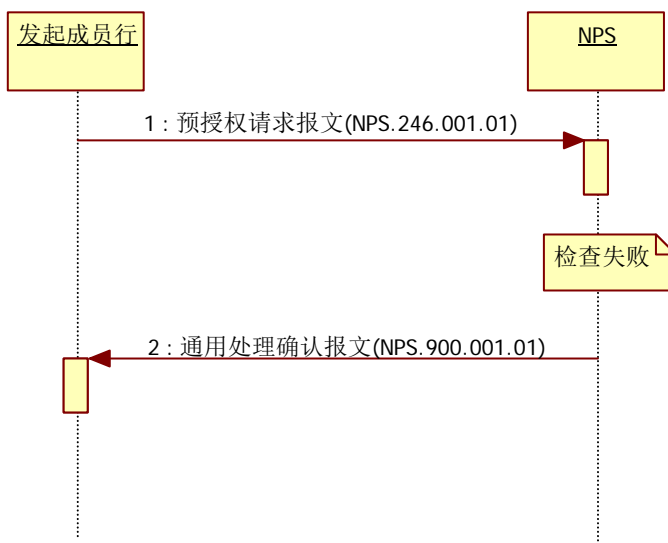 发起成员行
NPS
1 : 预授权请求报文(NPS.246.001.01)
检查失败
2 : 通用处理确认报文(NPS.900.001.01)